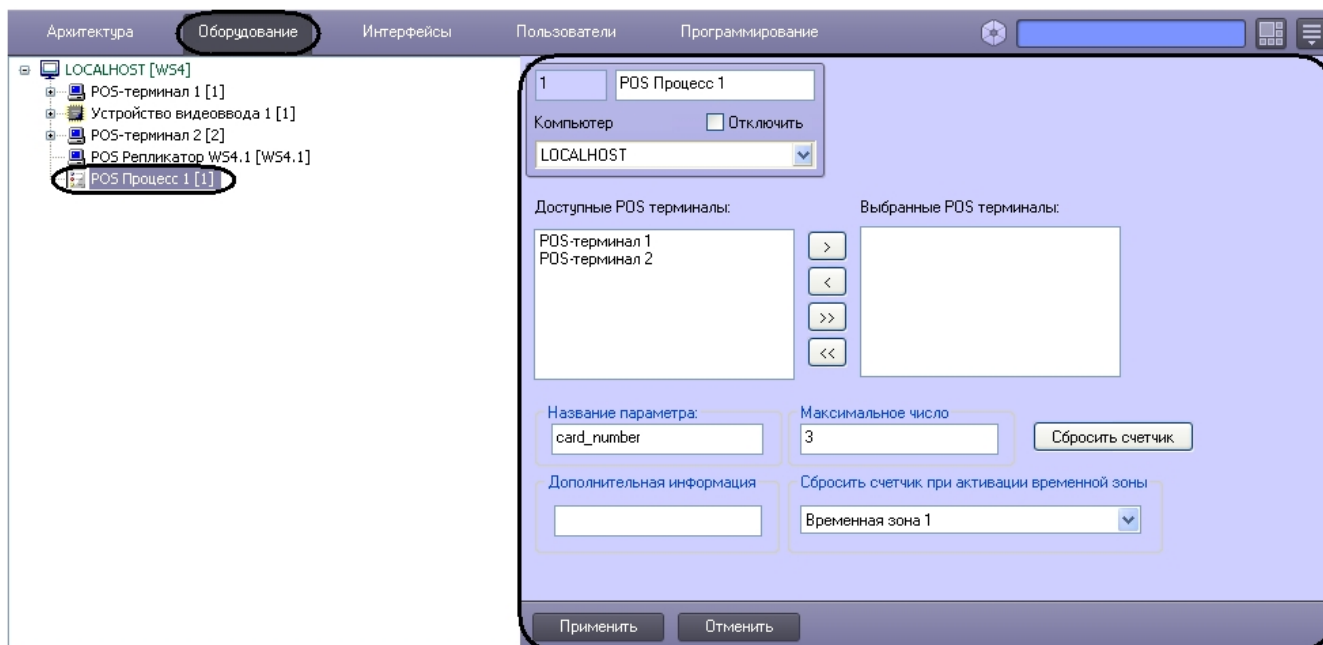 Архитектура Оборудование Интерфейсы Пользователи Программирование
LOCALHOST [WS4]
POS-терминал 1 [1]
Устройство видеоввода 1 [1]
POS-терминал 2 [2]
POS Репликатор WS4.1 [WS4.1]
POS Процесс 1 [1]
1 POS Процесс 1
Компьютер Отключить
LOCALHOST
Доступные POS терминалы: Выбранные POS терминалы:
POS-терминал 1
POS-терминал 2
>
<
>>
<<
Название параметра: Максимальное число
card_number 3 Сбросить счетчик
Дополнительная информация Сбросить счетчик при активации временной зоны
Временная зона 1
Применить Отменить